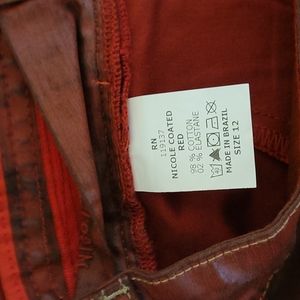 RN
119137
NICOLE COATED
RED
98 % COTTON
02 % ELASTANE
MADE IN BRAZIL
SIZE 12